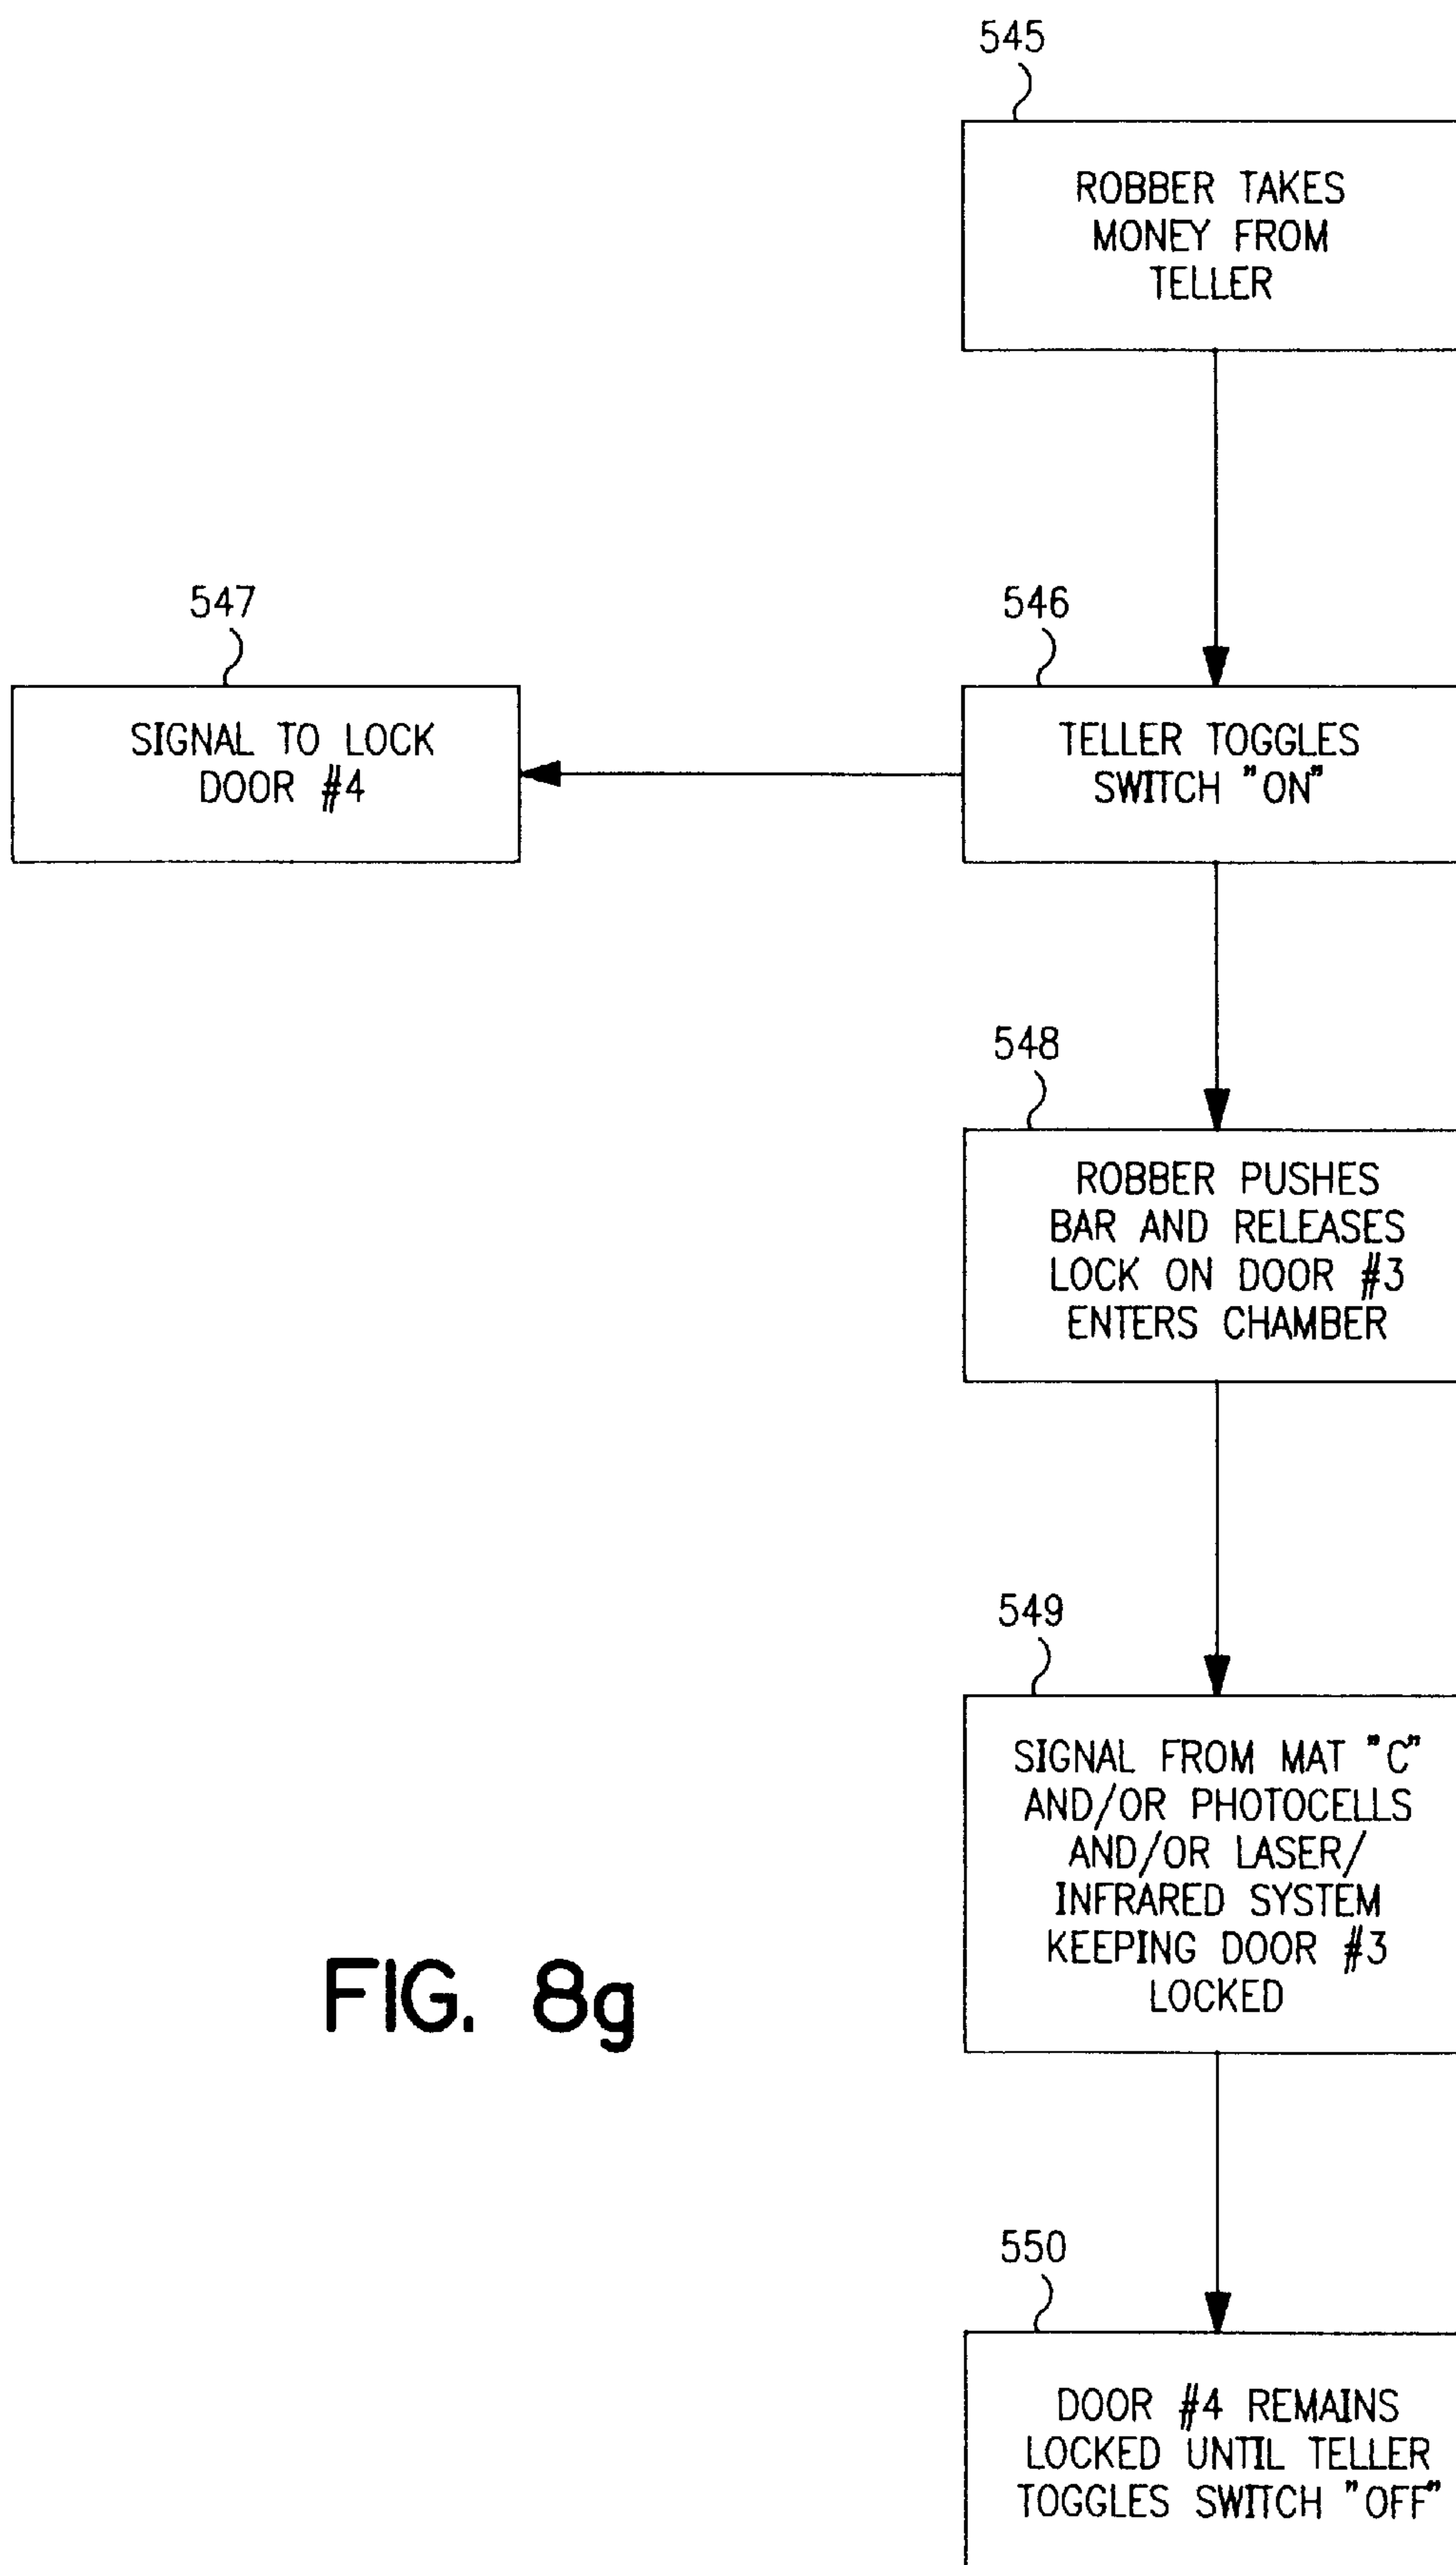 545
ROBBER TAKES
MONEY FROM
TELLER
547
SIGNAL TO LOCK
DOOR #4
546
TELLER TOGGLES
SWITCH "ON"
548
ROBBER PUSHES
BAR AND RELEASES
LOCK ON DOOR #3
ENTERS CHAMBER
549
SIGNAL FROM MAT "C"
AND/OR PHOTOCELLS
AND/OR LASER/
INFRARED SYSTEM
KEEPING DOOR #3
LOCKED
FIG. 8g
550
DOOR #4 REMAINS
LOCKED UNTIL TELLER
TOGGLES SWITCH "OFF"